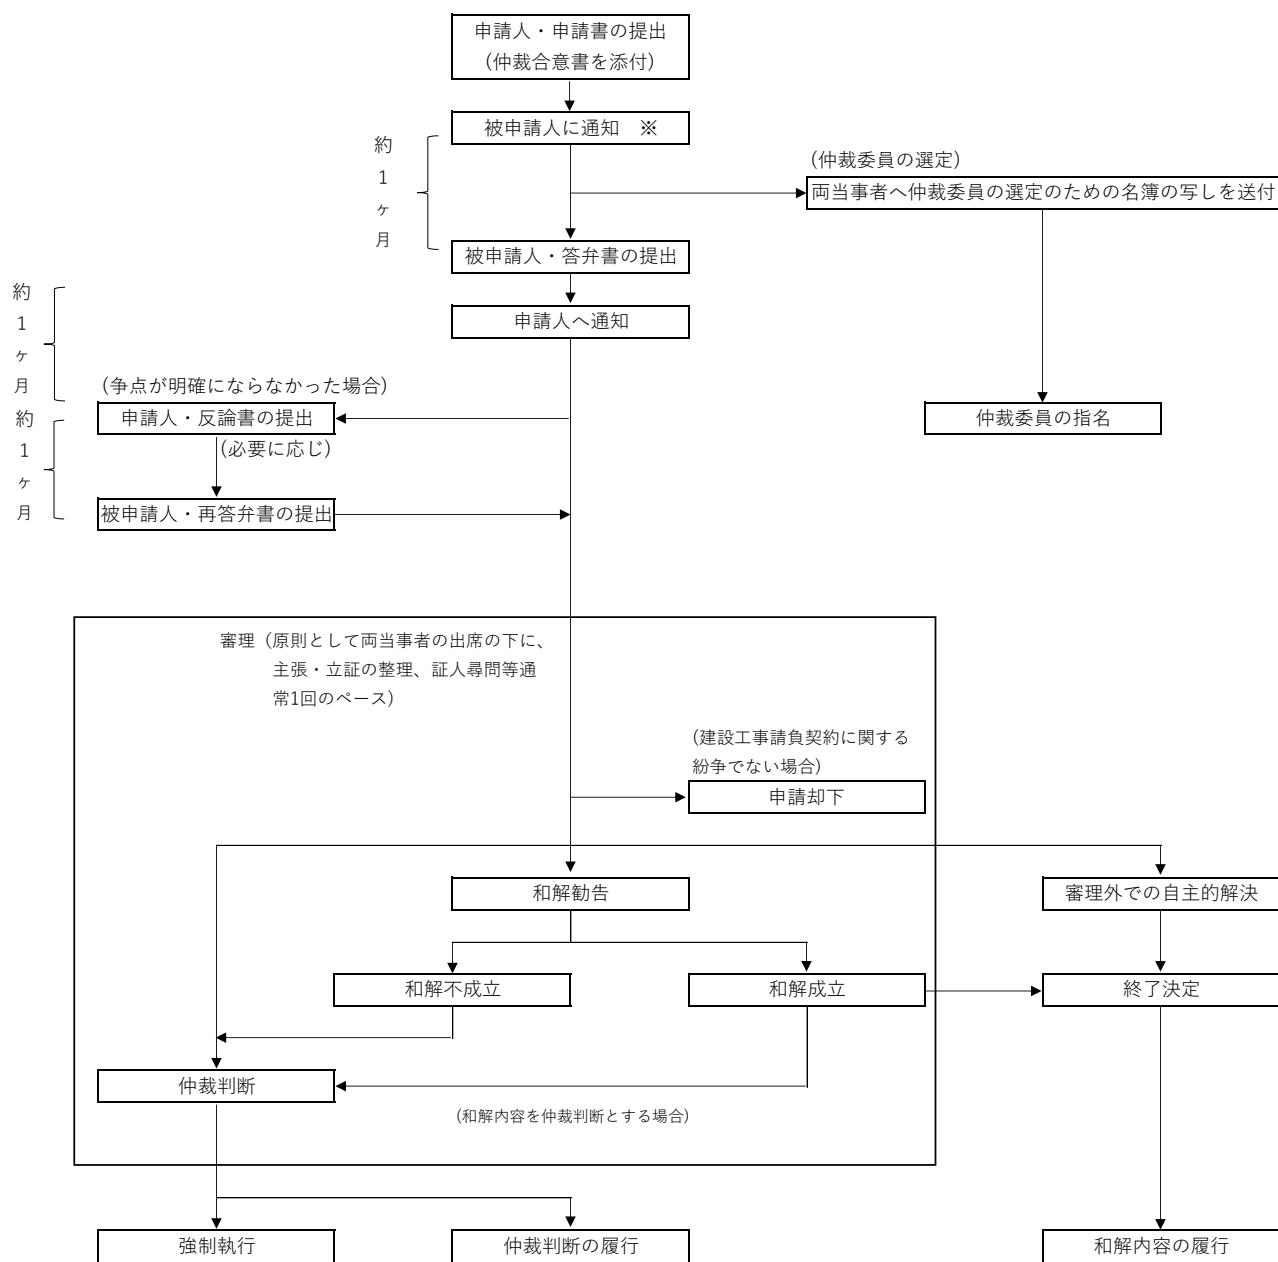 申請人・申請書の提出
(仲裁合意書を添付)
被申請人に通知　※
約
1
ヶ
月
(仲裁委員の選定)
両当事者へ仲裁委員の選定のための名簿の写しを送付
被申請人・答弁書の提出
申請人へ通知
約
1
ヶ
月
(争点が明確にならなかった場合)
申請人・反論書の提出
仲裁委員の指名
約
1
ヶ
月
(必要に応じ)
被申請人・再答弁書の提出
審理（原則として両当事者の出席の下に、
主張・立証の整理、証人尋問等通
常1回のペース）
(建設工事請負契約に関する
紛争でない場合)
申請却下
和解勧告
審理外での自主的解決
和解不成立
和解成立
終了決定
仲裁判断
(和解内容を仲裁判断とする場合)
強制執行
仲裁判断の履行
和解内容の履行